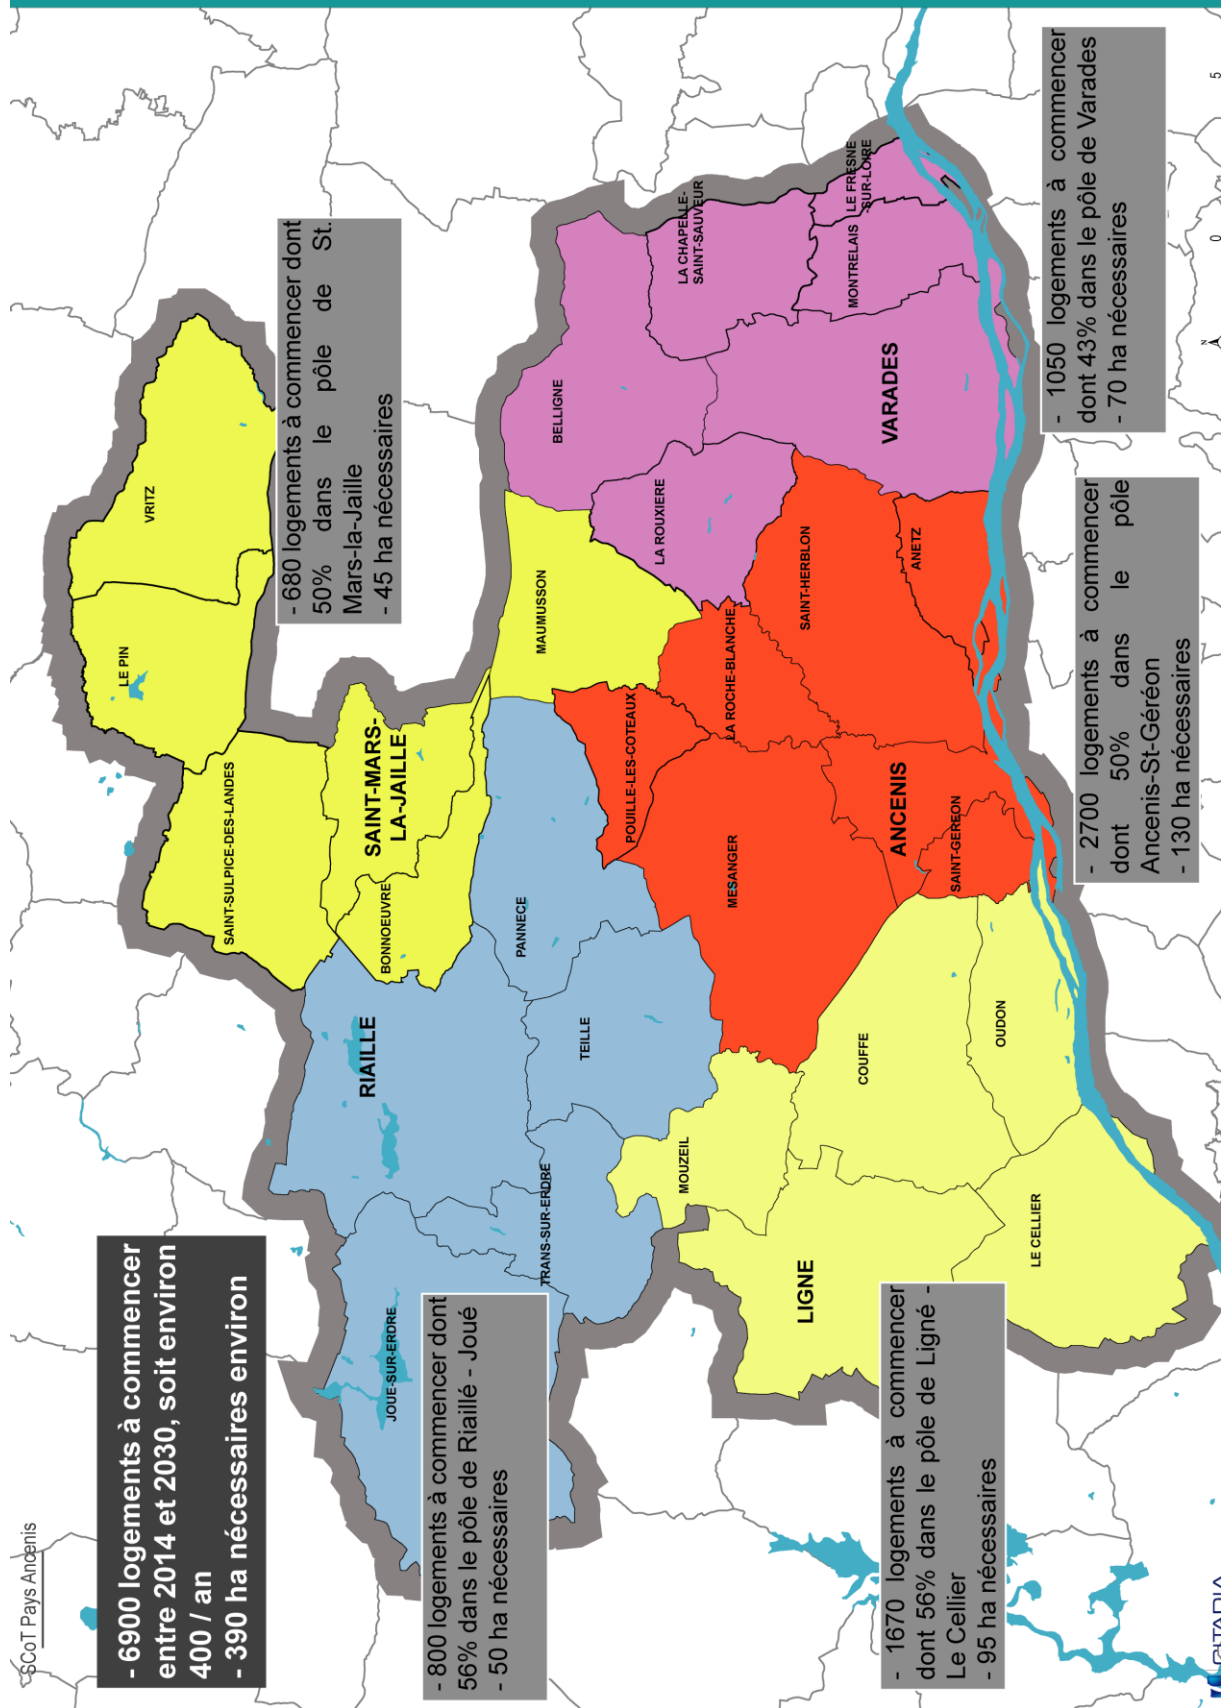 SCoT Pays Ancenis
- 6900 logements à commencer
entre 2014 et 2030, soit environ
400 / an
- 390 ha nécessaires environ
- 680 logements à commencer dont
50% dans le pôle de St.
Mars-la-Jaille
- 45 ha nécessaires
VRITZ
LE PIN
SAINT-SULPICE-DES-LANDES
SAINT-MARS-
LA-JAILLE
BONNOEUVRE
MAUMUSSON
RIAILLE
PANNECE
TEILLE
TRANS-SUR-ERDRE
JOUE-SUR-ERDRE
- 800 logements à commencer dont
56% dans le pôle de Riaillé - Joué
- 50 ha nécessaires
BELLIGNE
LA CHAPELLE-
SAINT-SAUVEUR
LA ROUXIERE
MONTRELAIS
LE FRESNE
-SUR-LOIRE
VARADES
POUILLE-LES-COTEAUX
LA ROCHE-BLANCHE
SAINT-HERBLON
ANETZ
MESANGER
ANCENIS
SAINT-GEREON
MOUZEIL
LIGNE
COUFFE
OUDON
LE CELLIER
- 1670 logements à commencer
dont 56% dans le pôle de Ligné -
Le Cellier
- 95 ha nécessaires
- 2700 logements à commencer
dont 50% dans le pôle
Ancenis-St-Géréon
- 130 ha nécessaires
- 1050 logements à commencer
dont 43% dans le pôle de Varades
- 70 ha nécessaires
N
0 5